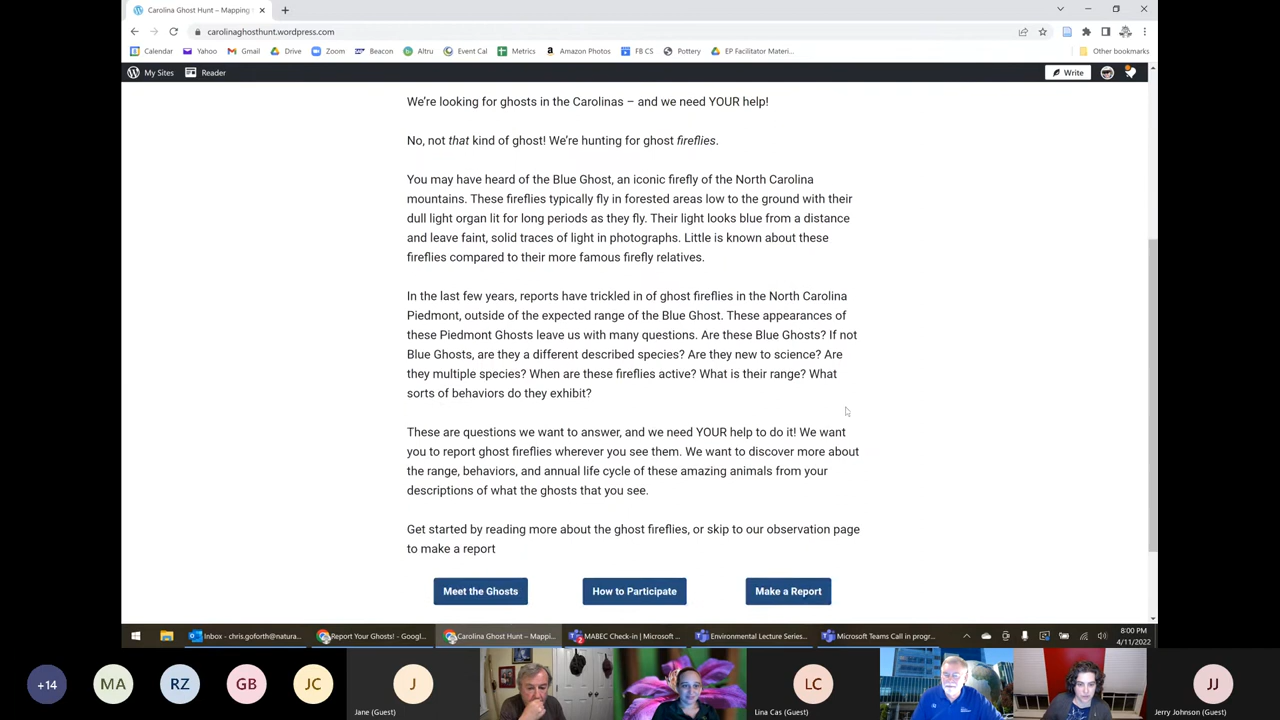 Carolina Ghost Hunt – Mapping
carolinaghosthunt.wordpress.com
Calendar Yahoo Gmail Drive Zoom Beacon Altru Event Cal Metrics Amazon Photos FB CS Pottery EP Facilitator Materi... Other bookmarks
My Sites Reader Write
We're looking for ghosts in the Carolinas – and we need YOUR help!
No, not that kind of ghost! We're hunting for ghost fireflies.
You may have heard of the Blue Ghost, an iconic firefly of the North Carolina
mountains. These fireflies typically fly in forested areas low to the ground with their
dull light organ lit for long periods as they fly. Their light looks blue from a distance
and leave faint, solid traces of light in photographs. Little is known about these
fireflies compared to their more famous firefly relatives.
In the last few years, reports have trickled in of ghost fireflies in the North Carolina
Piedmont, outside of the expected range of the Blue Ghost. These appearances of
these Piedmont Ghosts leave us with many questions. Are these Blue Ghosts? If not
Blue Ghosts, are they a different described species? Are they new to science? Are
they multiple species? When are these fireflies active? What is their range? What
sorts of behaviors do they exhibit?
These are questions we want to answer, and we need YOUR help to do it! We want
you to report ghost fireflies wherever you see them. We want to discover more about
the range, behaviors, and annual life cycle of these amazing animals from your
descriptions of what the ghosts that you see.
Get started by reading more about the ghost fireflies, or skip to our observation page
to make a report
Meet the Ghosts How to Participate Make a Report
Inbox - chris.goforth@natura... Report Your Ghosts! - Googl... Carolina Ghost Hunt – Mappi... MABEC Check-in | Microsoft ... Environmental Lecture Series... Microsoft Teams Call in progr... 8:00 PM
4/11/2022
+14 MA RZ GB JC J LC JJ
Jane (Guest) Lina Cas (Guest) Jerry Johnson (Guest)